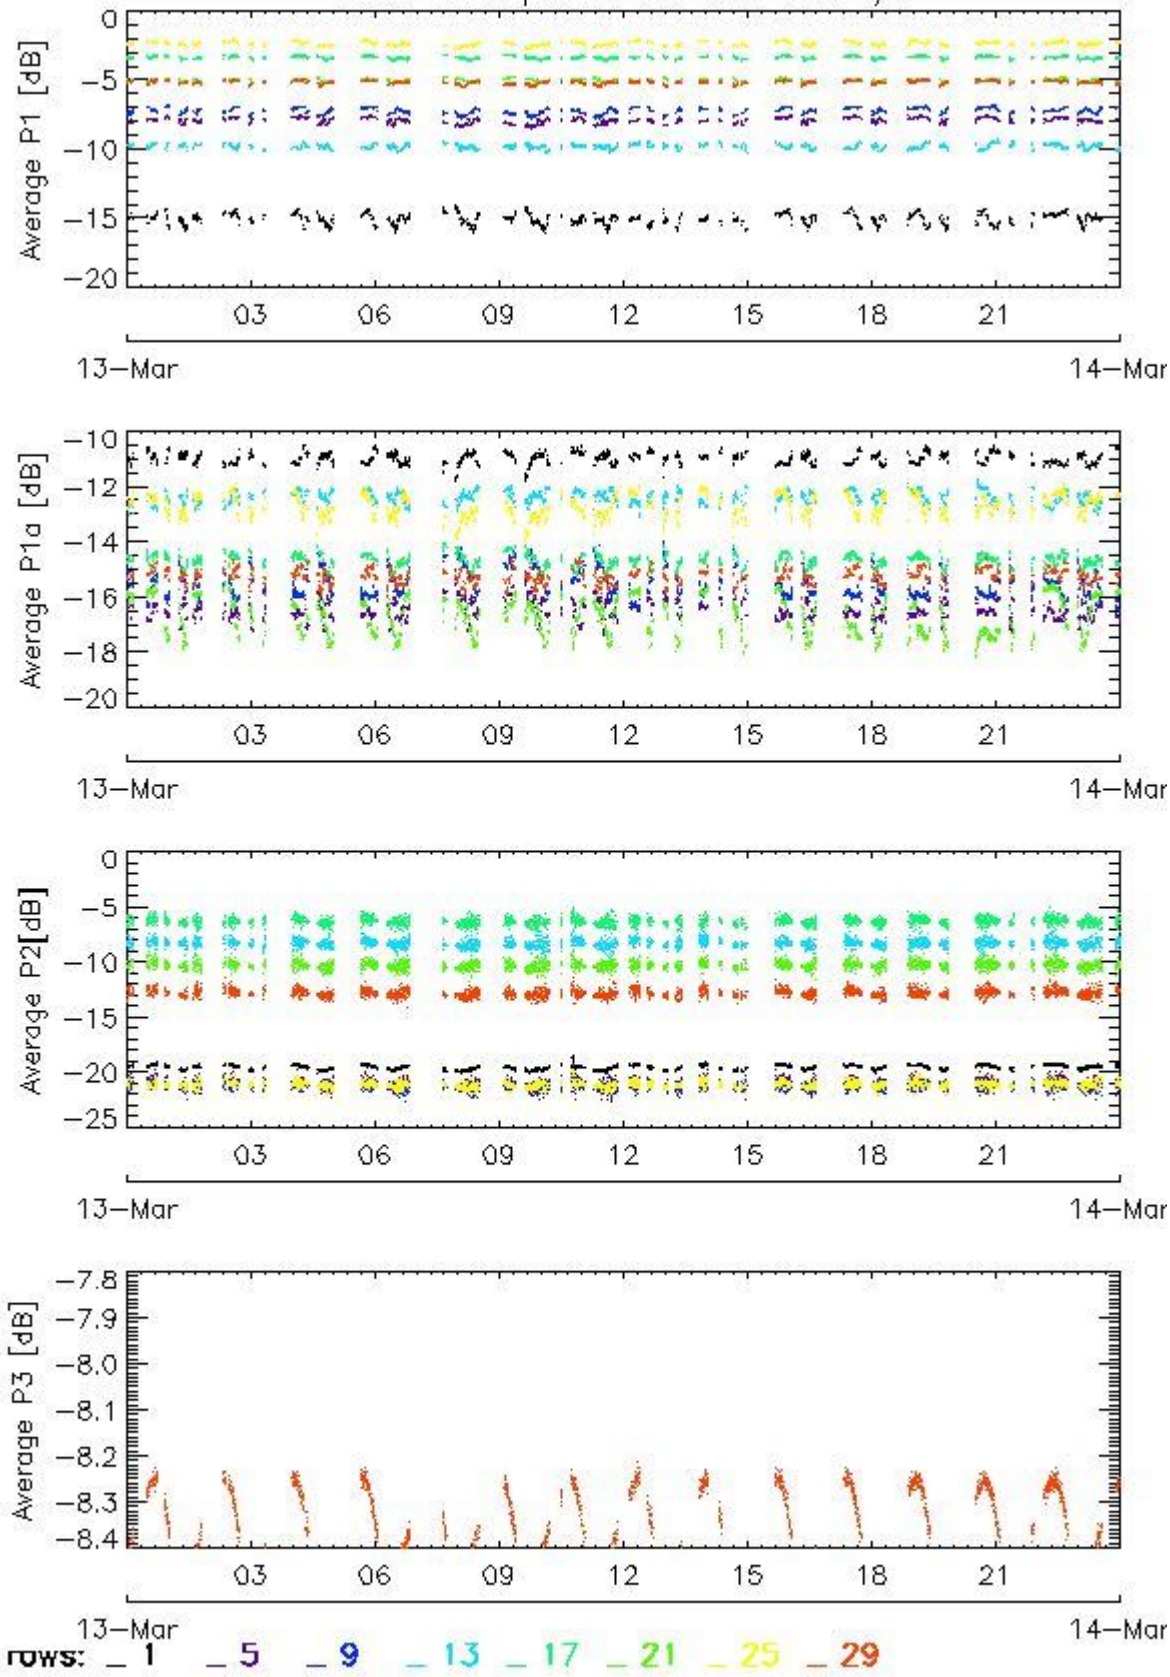 Average P1 [dB]
0
−5
−10
−15
−20
03 06 09 12 15 18 21
13−Mar 14−Mar
Average P1a [dB]
−10
−12
−14
−16
−18
−20
03 06 09 12 15 18 21
13−Mar 14−Mar
Average P2[dB]
0
−5
−10
−15
−20
−25
03 06 09 12 15 18 21
13−Mar 14−Mar
Average P3 [dB]
−7.8
−7.9
−8.0
−8.1
−8.2
−8.3
−8.4
03 06 09 12 15 18 21
13−Mar 14−Mar
rows: _ 1 _ 5 _ 9 _ 13 _ 17 _ 21 _ 25 _ 29